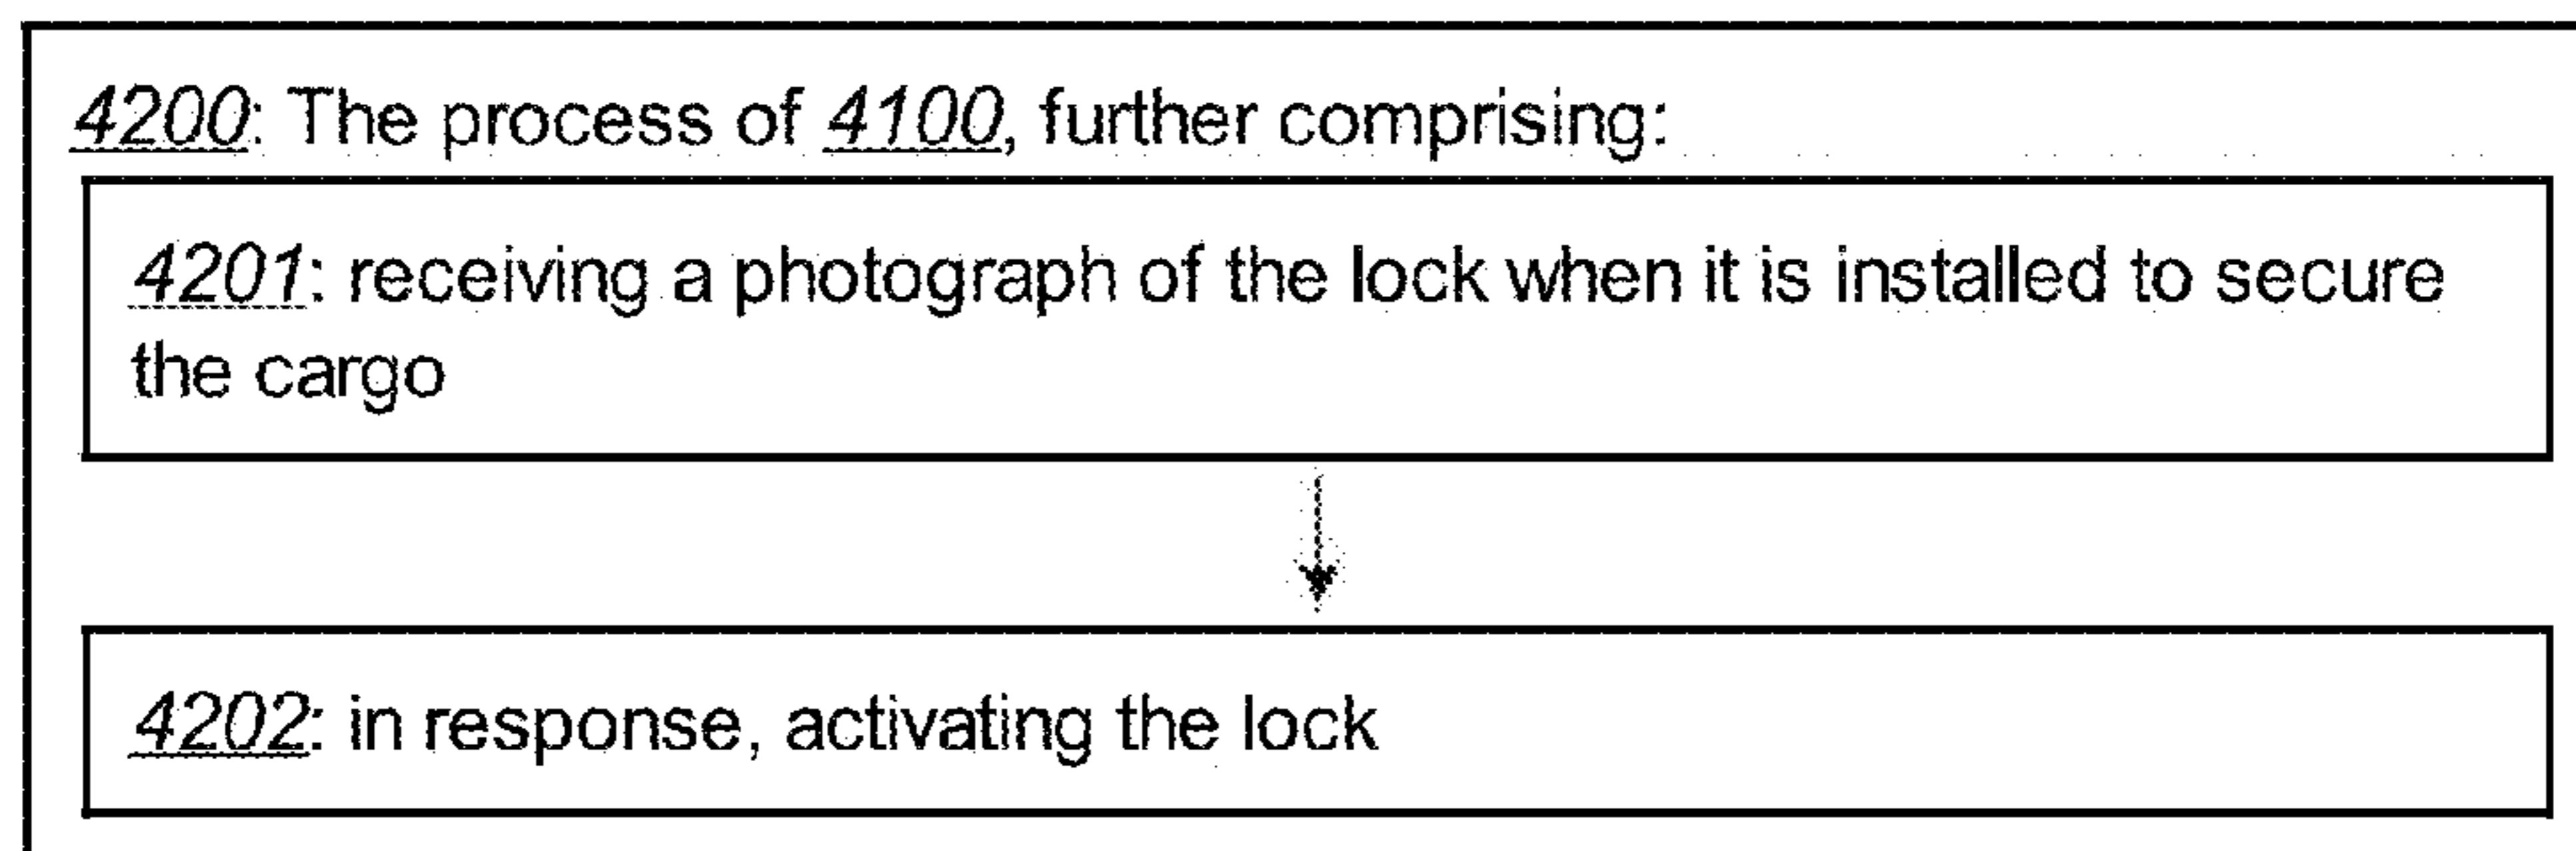 4200: The process of 4100, further comprising:
4201: receiving a photograph of the lock when it is installed to secure
the cargo
4202: in response, activating the lock